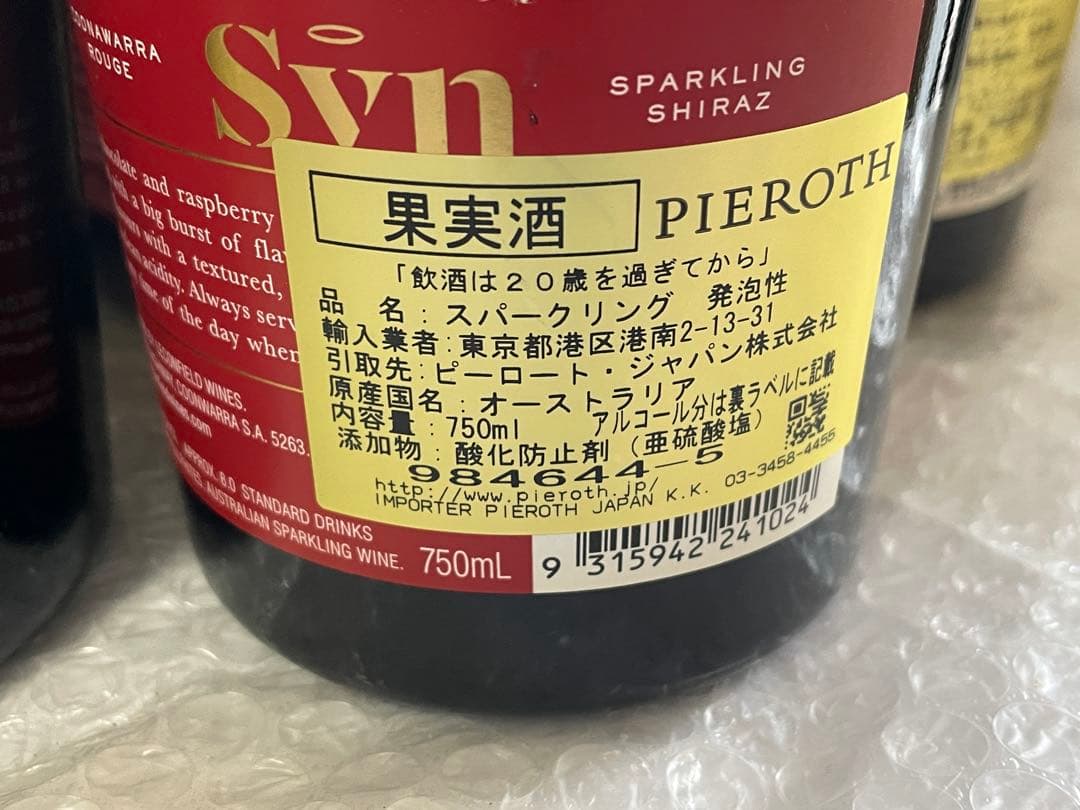 COONAWARRA
ROUGE
Syn
SPARKLING
SHIRAZ
and raspberry
a big burst of
with a textured,
acidity. Always
of the day when
WINES.
COONAWARRA S.A. 5263.
APPROX. 8.0 STANDARD DRINKS
AUSTRALIAN SPARKLING WINE. 750mL
果実酒 PIEROTH
「飲酒は20歳を過ぎてから」
品 名:スパークリング 発泡性
輸入業者:東京都港区港南2-13-31
引取先:ピーロート・ジャパン株式会社
原産国名:オーストラリア
内容量:750ml アルコール分は裏ラベルに記載
添加物:酸化防止剤(亜硫酸塩)
984644-5
http://www.pieroth.jp/
IMPORTER PIEROTH JAPAN K.K. 03-3458-4455
9 315942 241024